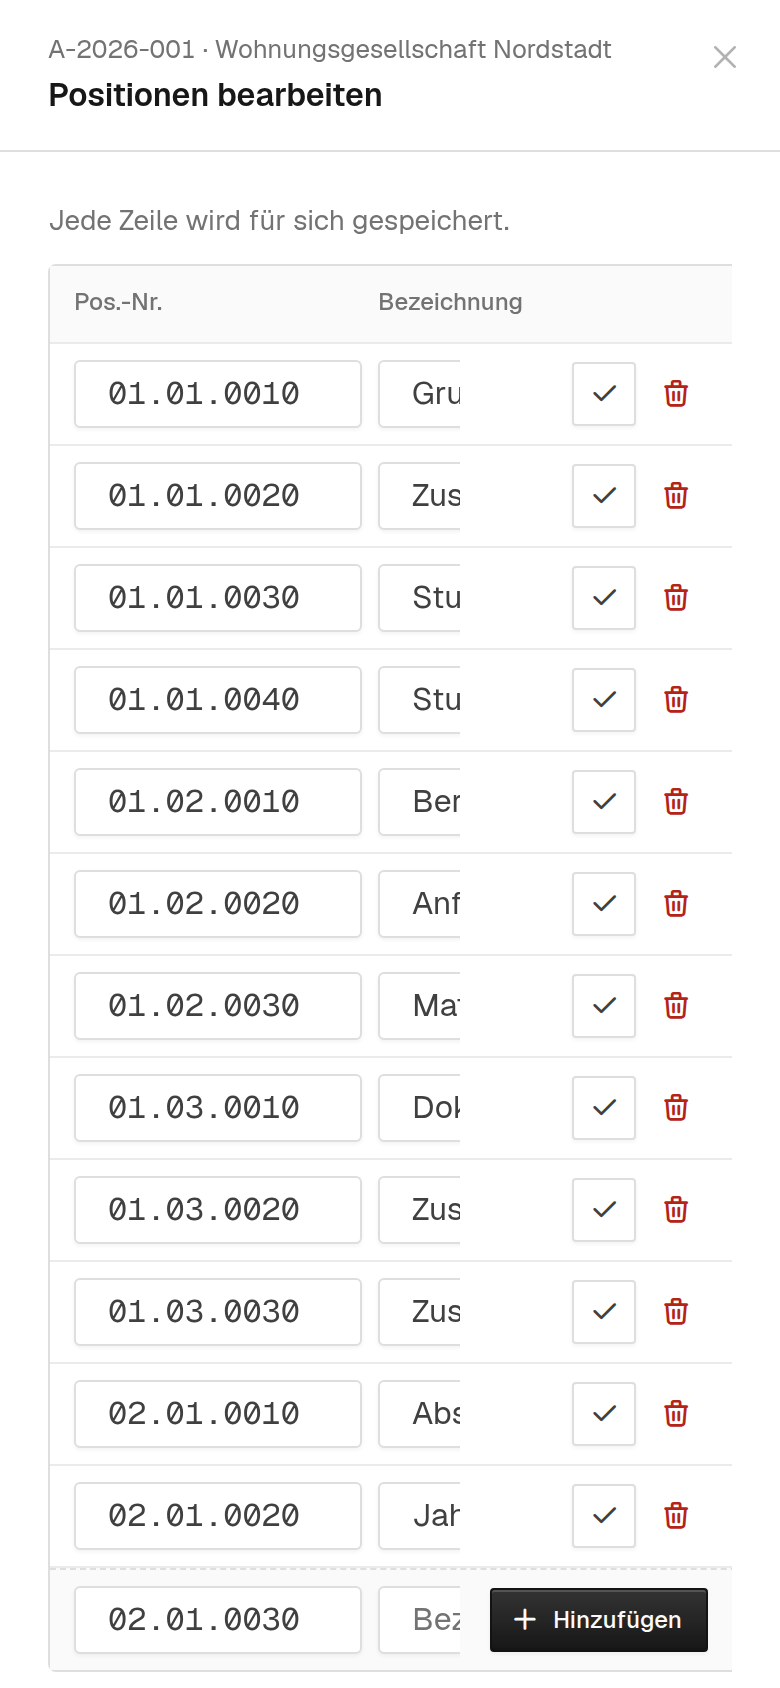 A-2026-001 · Wohnungsgesellschaft Nordstadt
Positionen bearbeiten
Jede Zeile wird für sich gespeichert.
Pos.-Nr. Bezeichnung
01.01.0010 Gru
01.01.0020 Zus
01.01.0030 Stu
01.01.0040 Stu
01.02.0010 Ber
01.02.0020 Anf
01.02.0030 Mat
01.03.0010 Dok
01.03.0020 Zus
01.03.0030 Zus
02.01.0010 Abs
02.01.0020 Jah
02.01.0030 Bez Hinzufügen